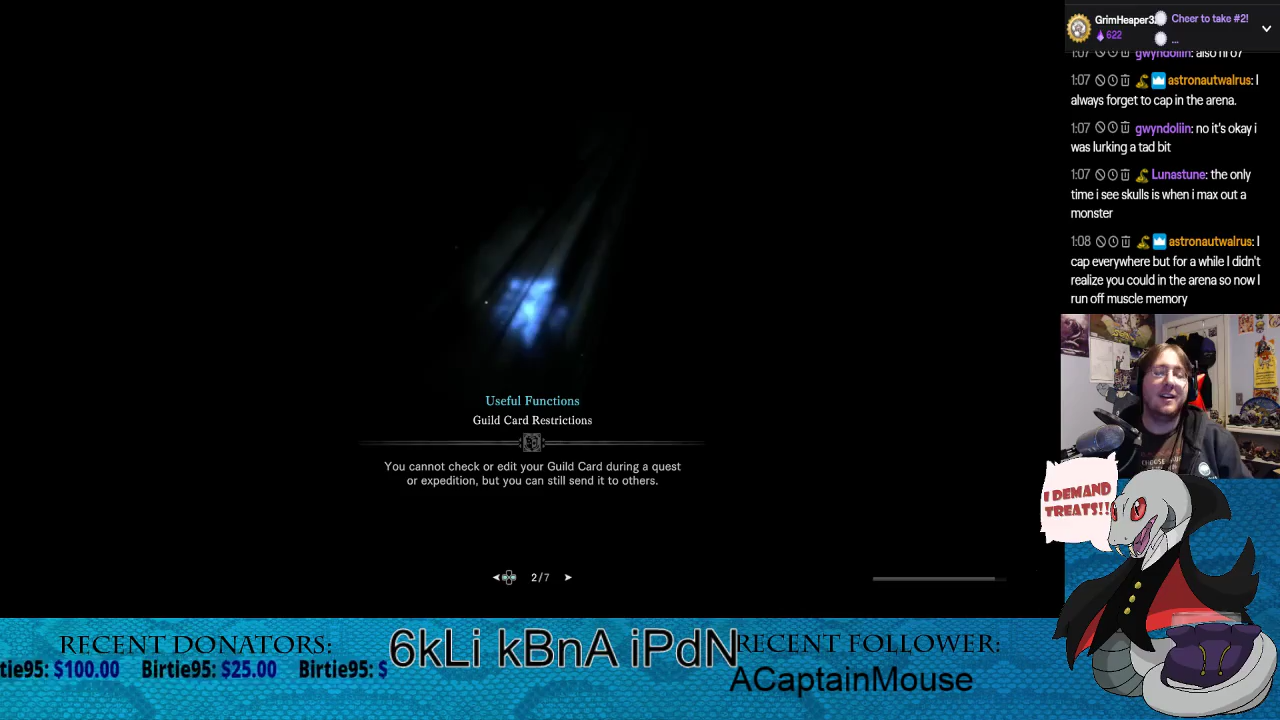 GrimHeaper3
622
Cheer to take #2!
...
1:07 gwyndoliin: also hi o7
1:07 astronautwalrus: I
always forget to cap in the arena.
1:07 gwyndoliin: no it's okay i
was lurking a tad bit
1:07 Lunastune: the only
time i see skulls is when i max out a
monster
1:08 astronautwalrus: I
cap everywhere but for a while I didn't
realize you could in the arena so now I
run off muscle memory
Useful Functions
Guild Card Restrictions
You cannot check or edit your Guild Card during a quest
or expedition, but you can still send it to others.
2/7
I DEMAND
TREATS!!
RECENT DONATORS:
tie95: $100.00 Birtie95: $25.00 Birtie95: $
6kLi kBnA iPdN
RECENT FOLLOWER:
ACaptainMouse